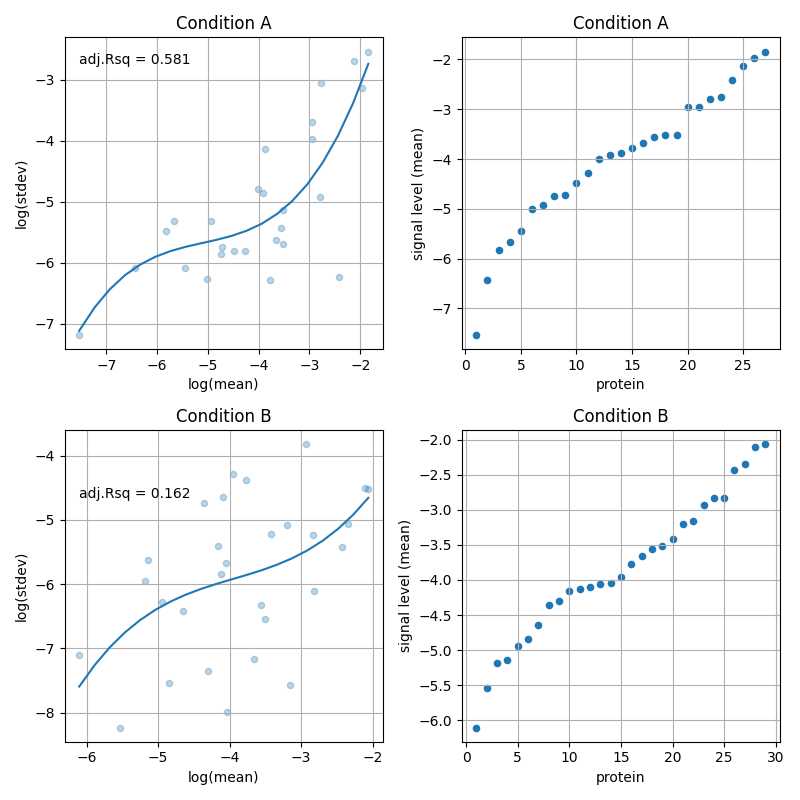 Condition A
adj.Rsq = 0.581
log(stdev)
−3
−4
−5
−6
−7
−7 −6 −5 −4 −3 −2
log(mean)
Condition A
signal level (mean)
−2
−3
−4
−5
−6
−7
0 5 10 15 20 25
protein
Condition B
adj.Rsq = 0.162
log(stdev)
−4
−5
−6
−7
−8
−6 −5 −4 −3 −2
log(mean)
Condition B
signal level (mean)
−2.0
−2.5
−3.0
−3.5
−4.0
−4.5
−5.0
−5.5
−6.0
0 5 10 15 20 25 30
protein